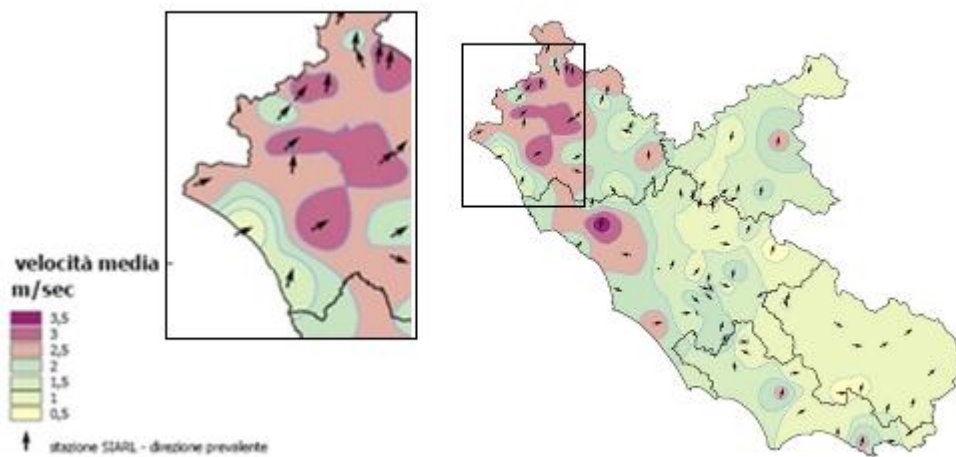 velocità media
m/sec
3,5
3
2,5
2
1,5
1
0,5
stazione SIARL - direzione prevalente